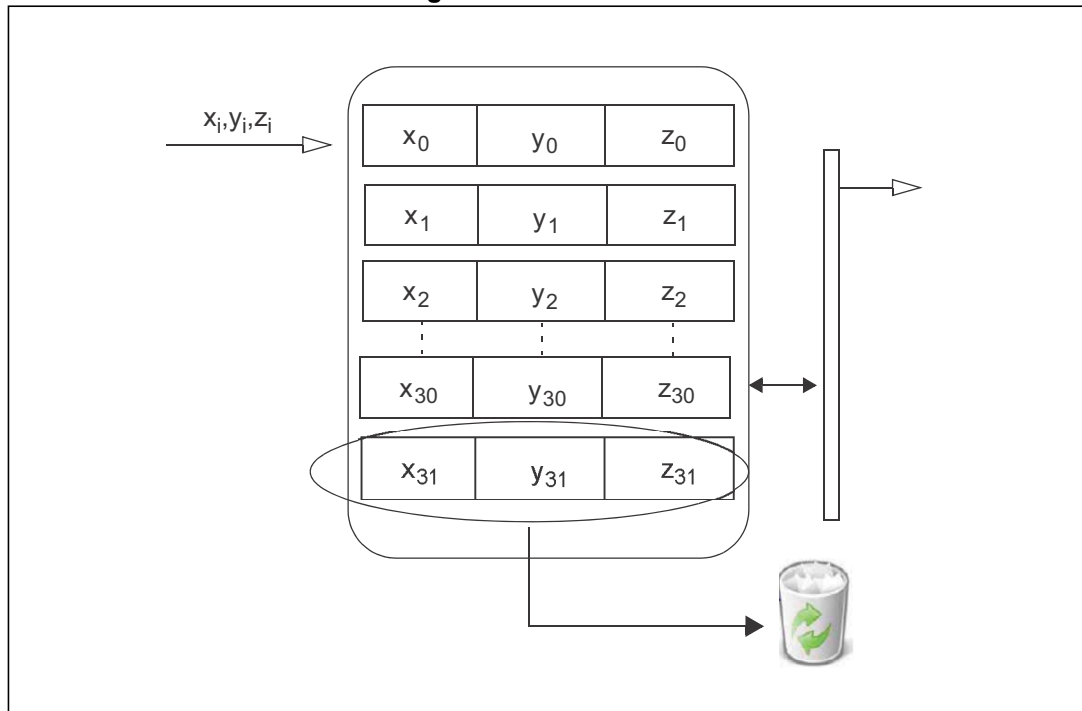 xᵢ,yᵢ,zᵢ
x₀ y₀ z₀
x₁ y₁ z₁
x₂ y₂ z₂
x₃₀ y₃₀ z₃₀
x₃₁ y₃₁ z₃₁